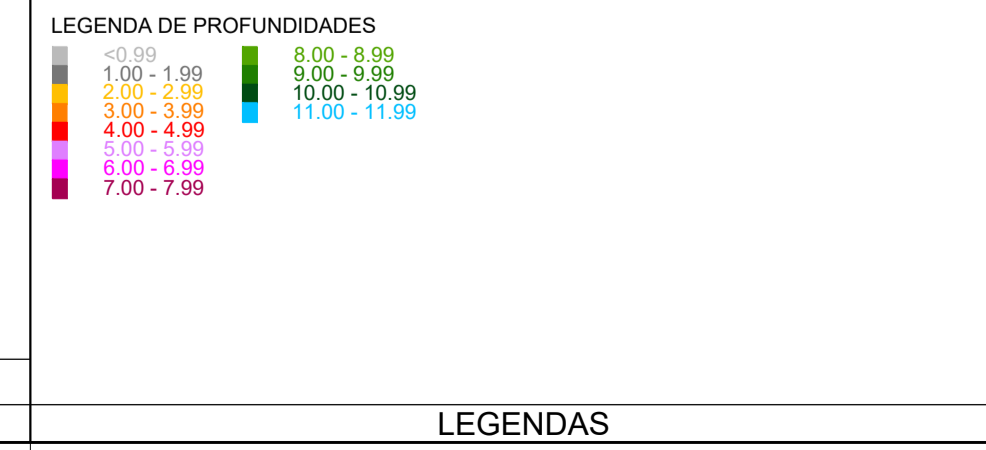 LEGENDA DE PROFUNDIDADES
<0.99
1.00 - 1.99
2.00 - 2.99
3.00 - 3.99
4.00 - 4.99
5.00 - 5.99
6.00 - 6.99
7.00 - 7.99
8.00 - 8.99
9.00 - 9.99
10.00 - 10.99
11.00 - 11.99
LEGENDAS